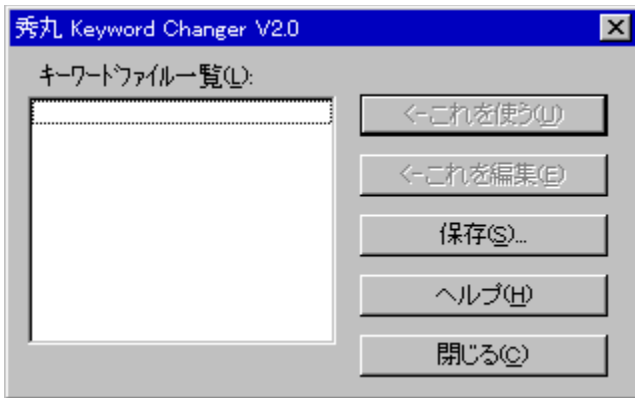 秀丸 Keyword Changer V2.0
キーワードファイル一覧(L):
<-これを使う(U)
<-これを編集(E)
保存(S)...
ヘルプ(H)
閉じる(C)